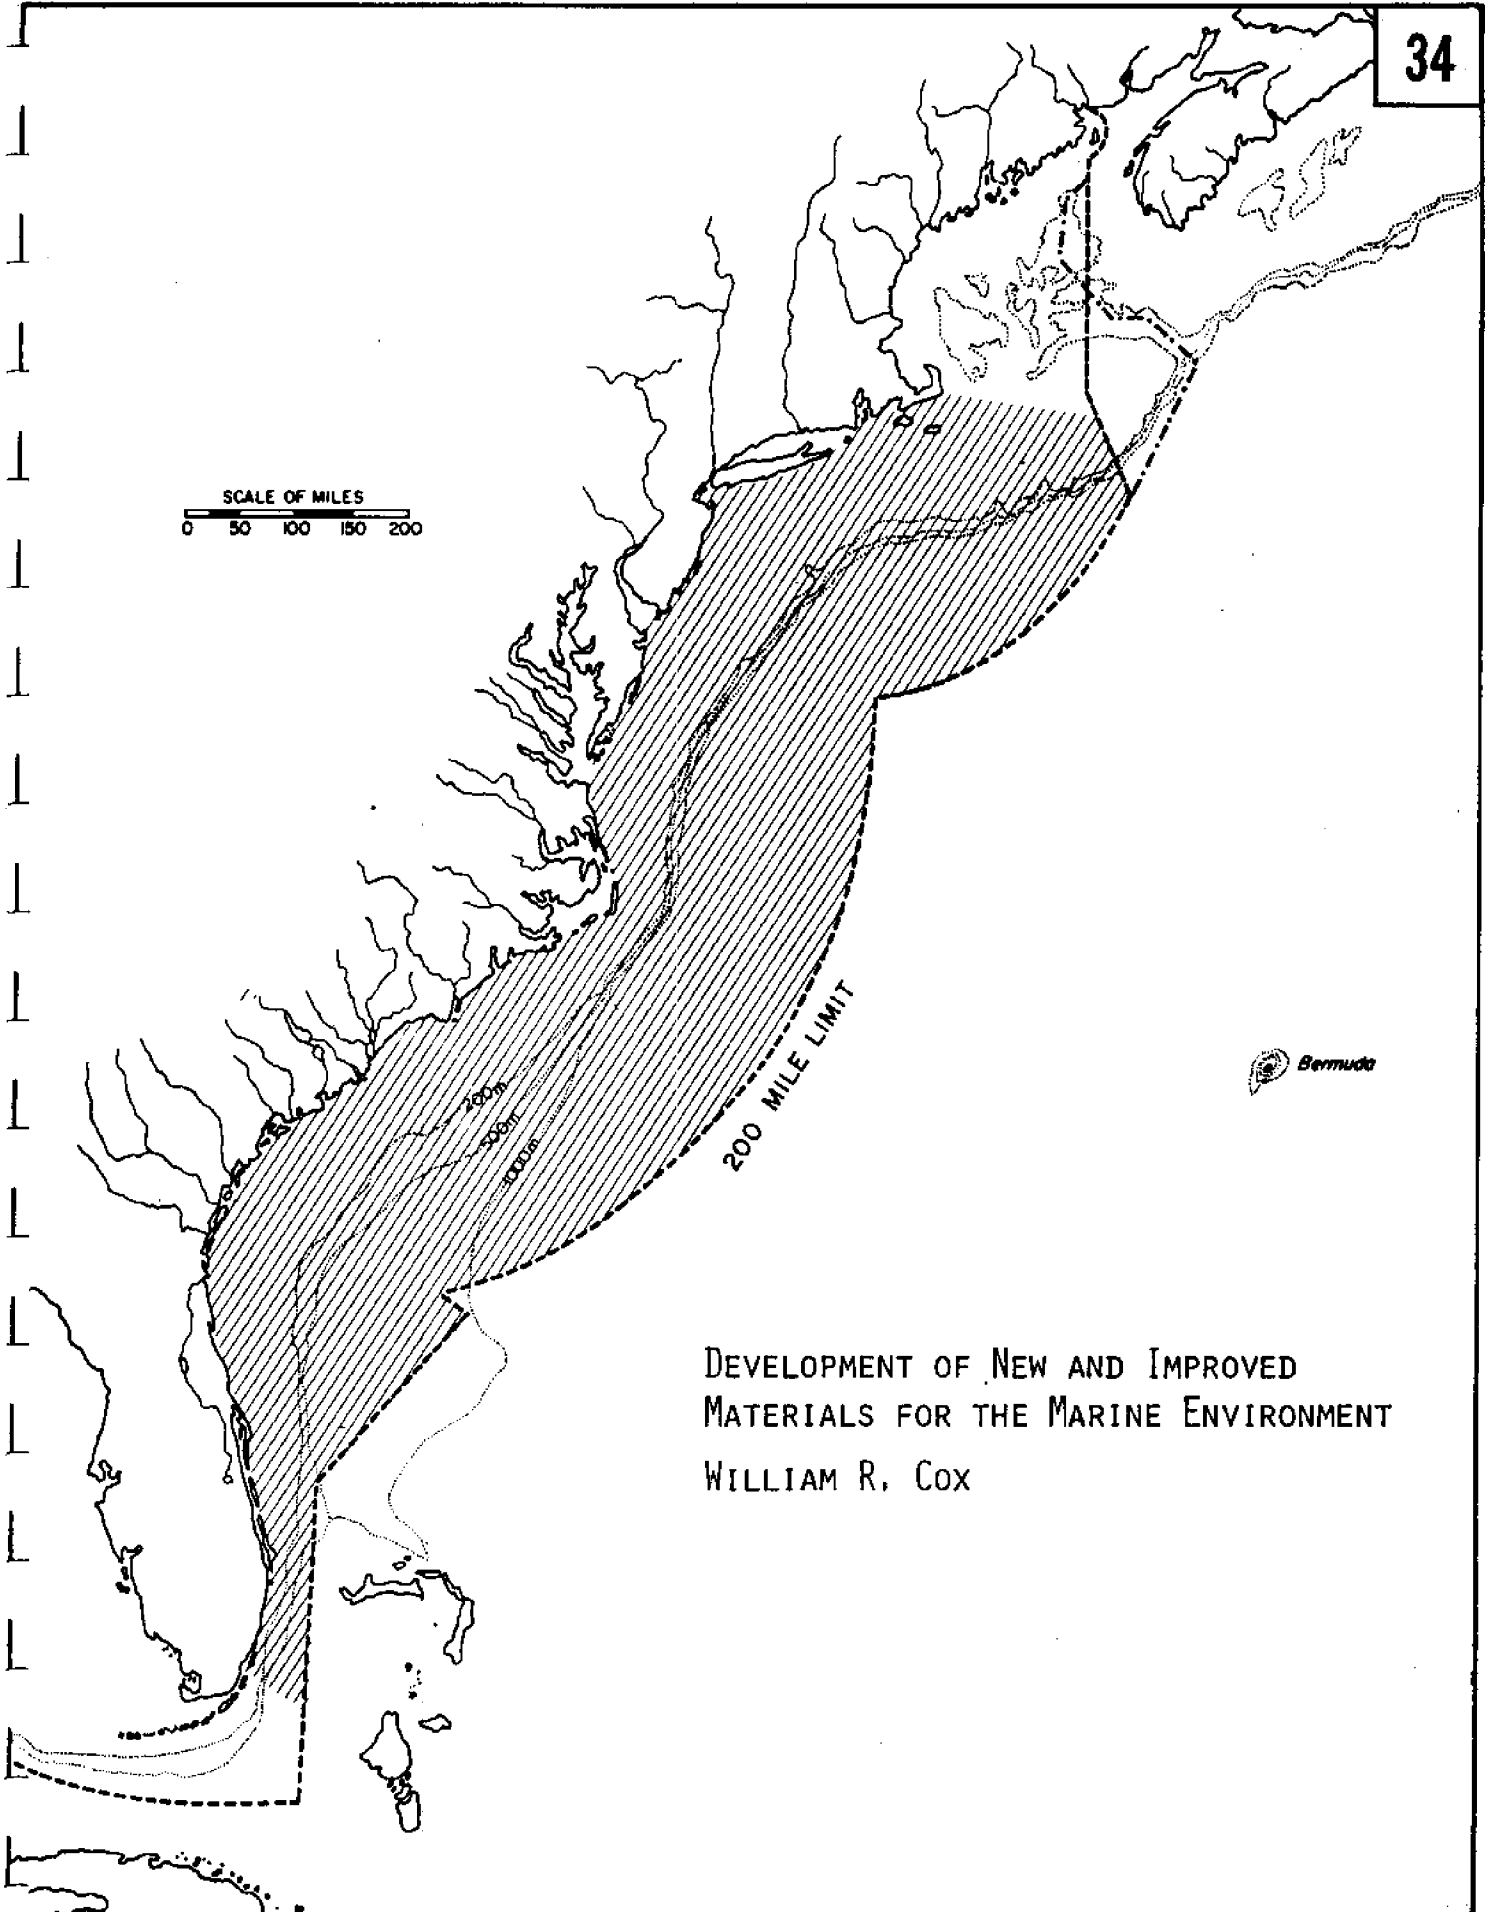 34
SCALE OF MILES
0 50 100 150 200
200m
500m
1000m
200 MILE LIMIT
Bermuda
DEVELOPMENT OF NEW AND IMPROVED
MATERIALS FOR THE MARINE ENVIRONMENT
WILLIAM R. COX